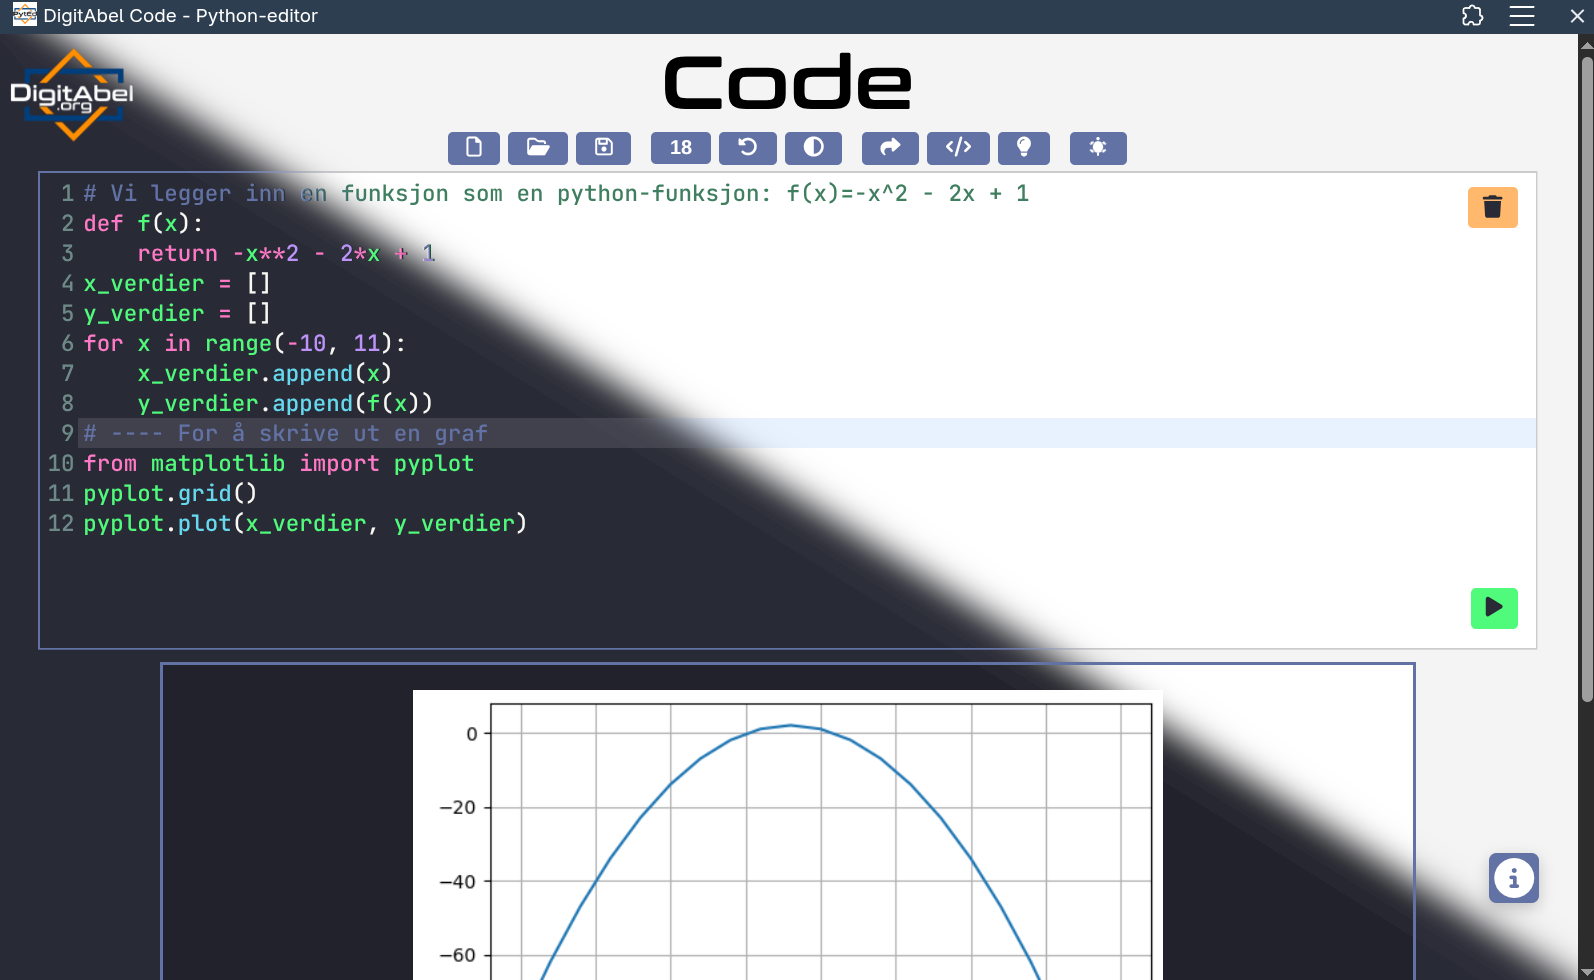 DigitAbel Code - Python-editor
DigitAbel
.org
Code
18
1 # Vi legger inn en funksjon som en python-funksjon: f(x)=-x^2 - 2x + 1
2 def f(x):
3     return -x**2 - 2*x + 1
4 x_verdier = []
5 y_verdier = []
6 for x in range(-10, 11):
7     x_verdier.append(x)
8     y_verdier.append(f(x))
9 # ---- For å skrive ut en graf
10 from matplotlib import pyplot
11 pyplot.grid()
12 pyplot.plot(x_verdier, y_verdier)
0
−20
−40
−60